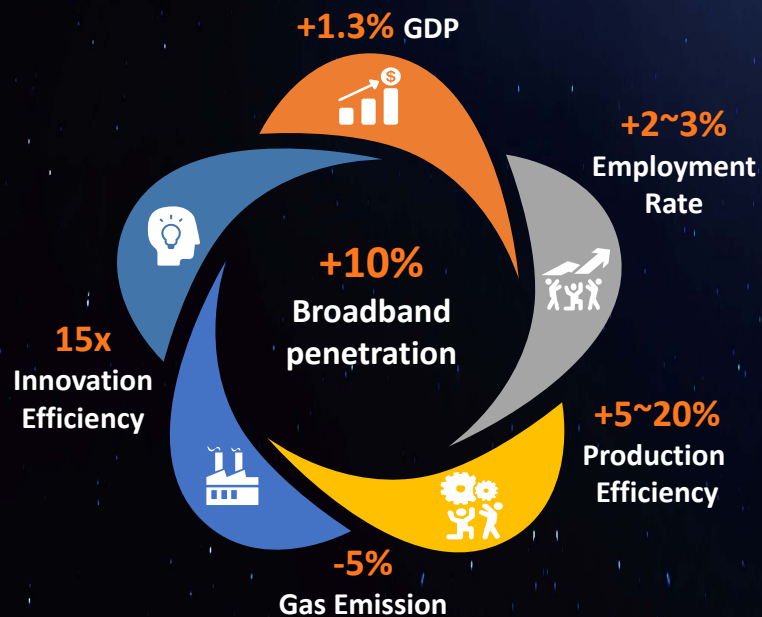 +1.3% GDP
+2~3%
Employment
Rate
+10%
Broadband
penetration
15x
Innovation
Efficiency
+5~20%
Production
Efficiency
-5%
Gas Emission
$